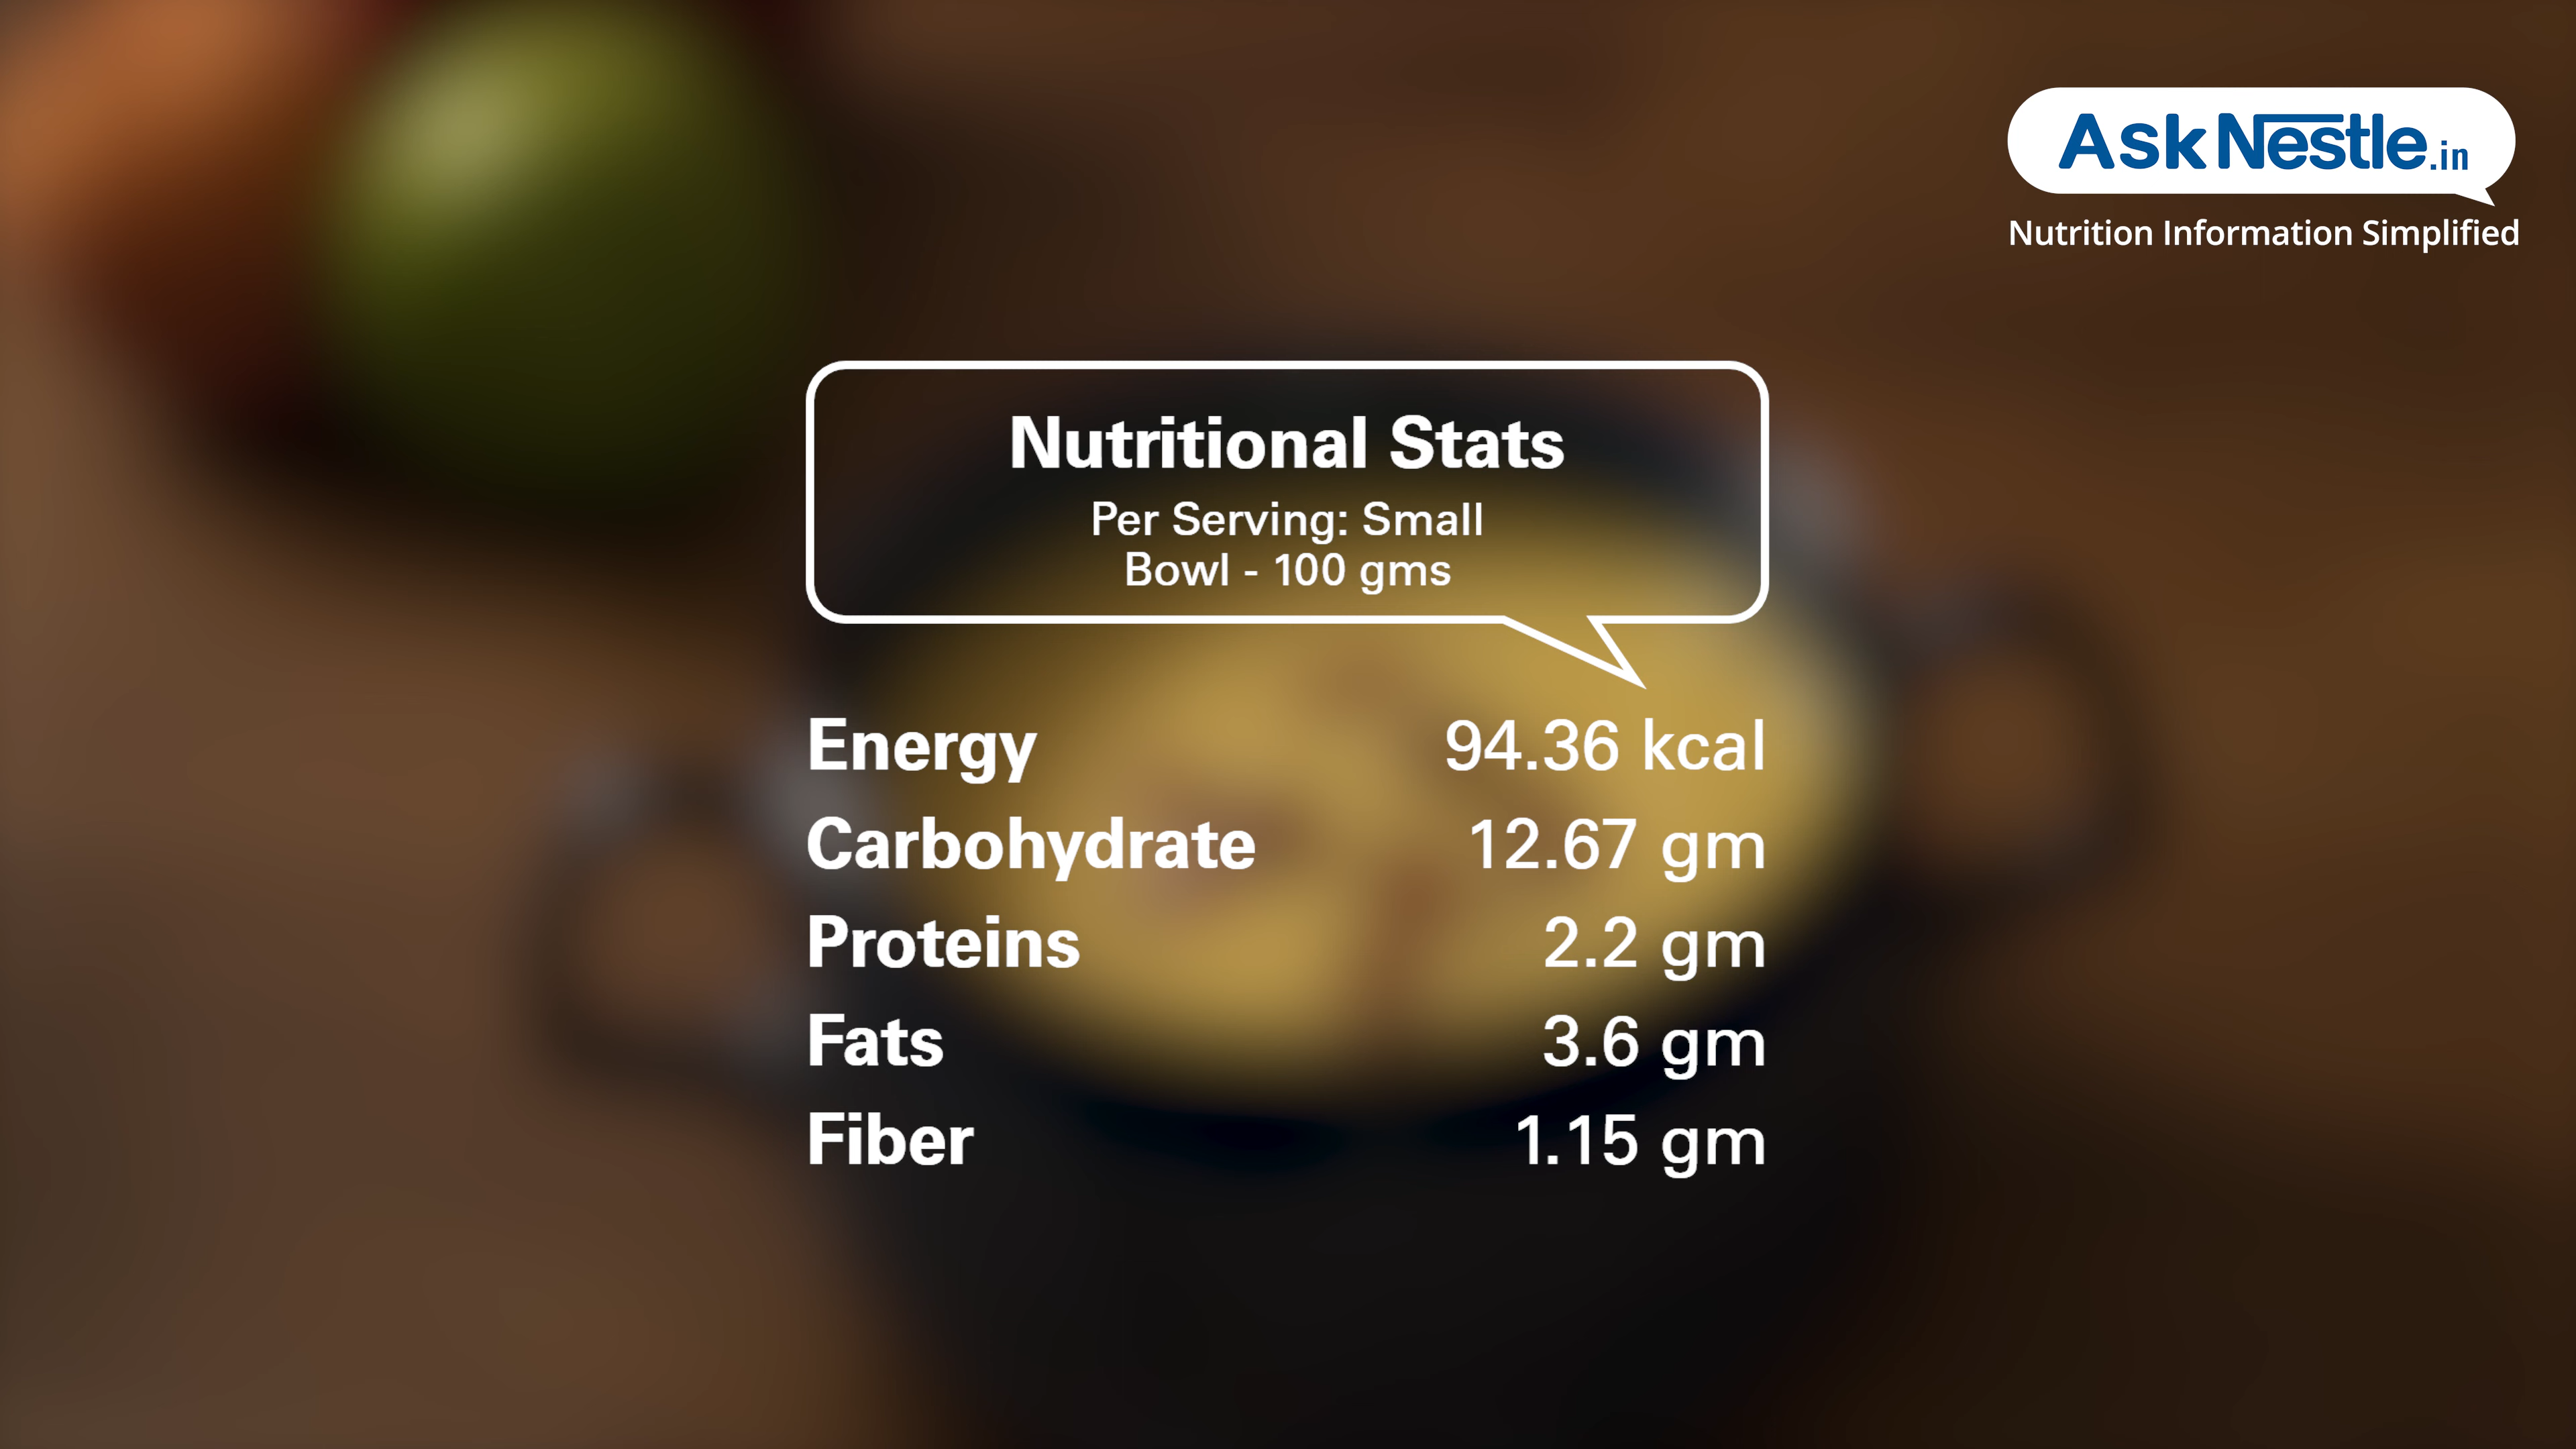 AskNestle.in
Nutrition Information Simplified
Nutritional Stats
Per Serving: Small
Bowl - 100 gms
Energy 94.36 kcal
Carbohydrate 12.67 gm
Proteins 2.2 gm
Fats 3.6 gm
Fiber 1.15 gm